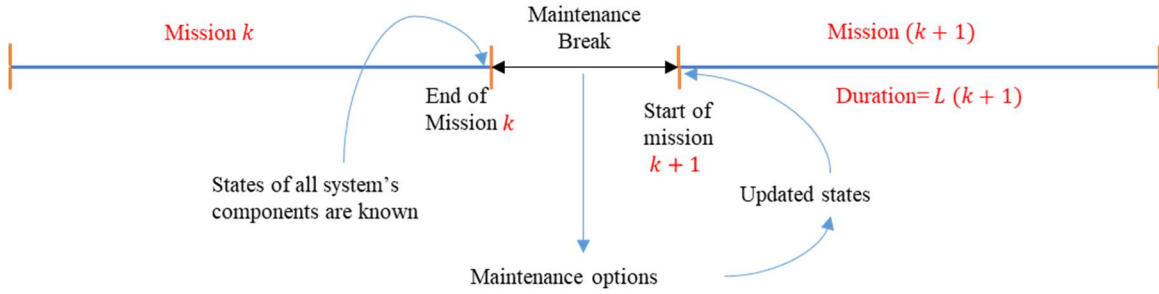 Mission k
Maintenance
Break
Mission (k + 1)
End of
Mission k
Start of
mission
k + 1
Duration= L (k + 1)
States of all system's
components are known
Updated states
Maintenance options